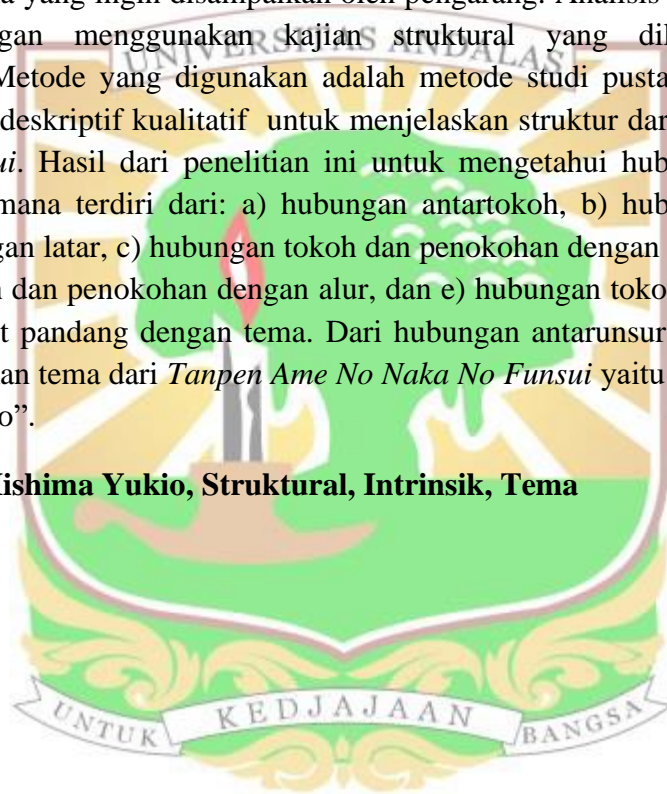 a yang ingin disampaikan oleh pengarang. Analisis
gan menggunakan kajian struktural yang dil
UNIVERSITAS ANDALAS
Metode yang digunakan adalah metode studi pusta
deskriptif kualitatif untuk menjelaskan struktur dar
ui. Hasil dari penelitian ini untuk mengetahui hub
mana terdiri dari: a) hubungan antartokoh, b) hub
gan latar, c) hubungan tokoh dan penokohan dengan
n dan penokohan dengan alur, dan e) hubungan toko
t pandang dengan tema. Dari hubungan antarunsur
an tema dari Tanpen Ame No Naka No Funsui yaitu
o”.
Mishima Yukio, Struktural, Intrinsik, Tema
UNTUK KEDJAJAAN BANGSA